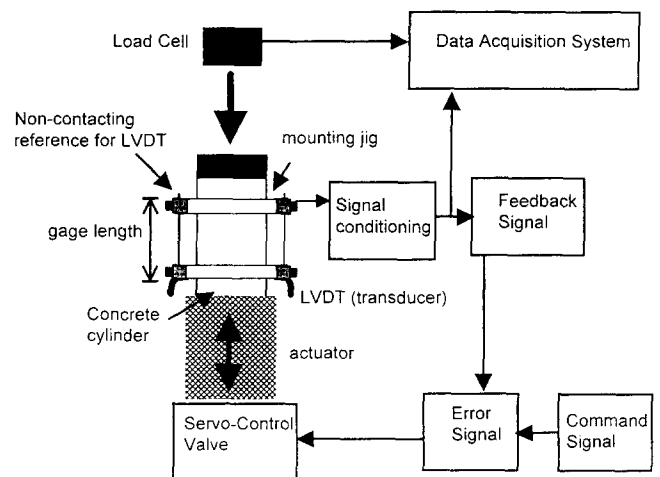 Load Cell
Data Acquisition System
Non-contacting
reference for LVDT
mounting jig
Signal
conditioning
Feedback
Signal
gage length
LVDT (transducer)
Concrete
cylinder
actuator
Servo-Control
Valve
Error
Signal
Command
Signal